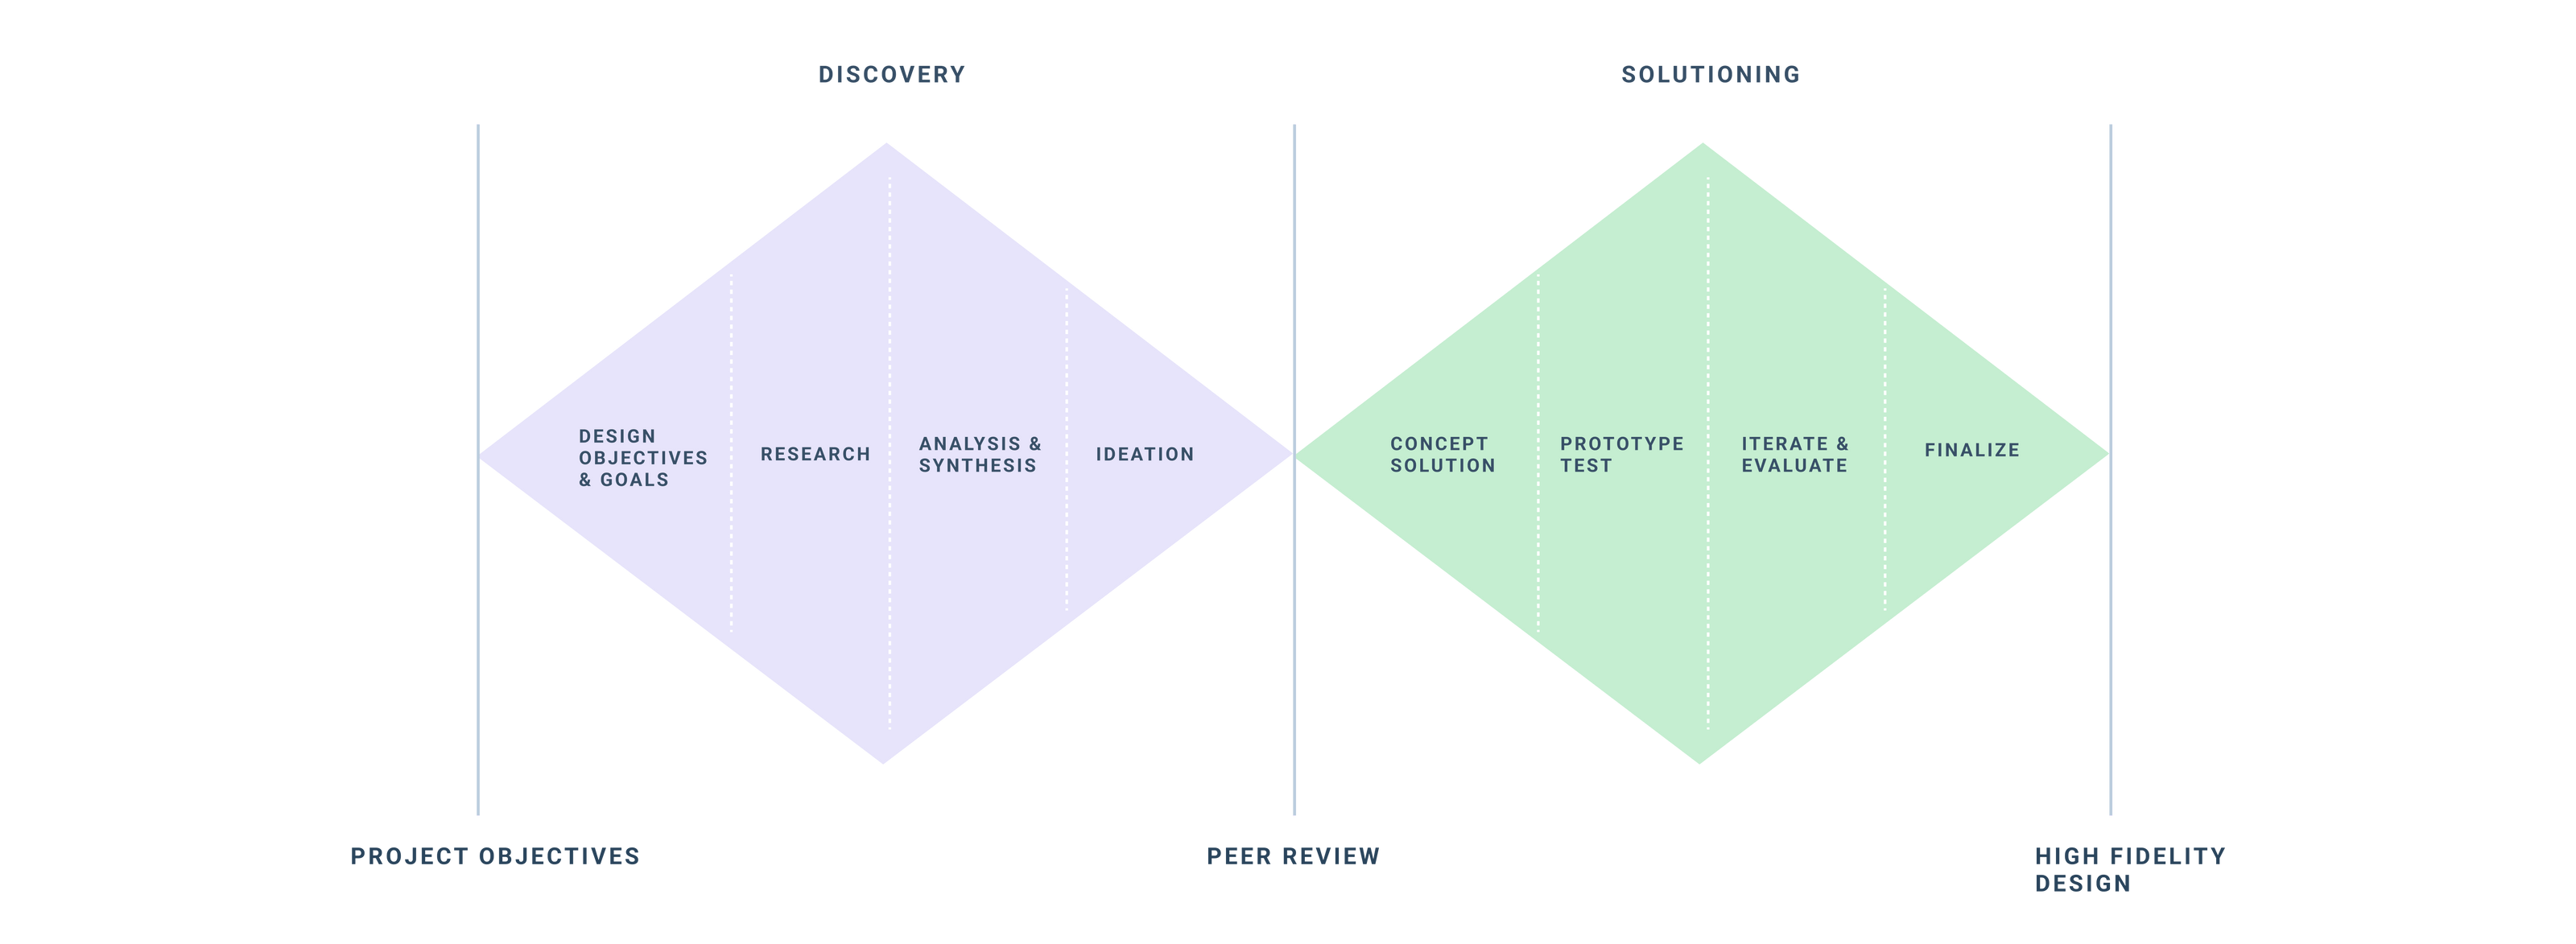 DISCOVERY
SOLUTIONING
DESIGN
OBJECTIVES
& GOALS
RESEARCH
ANALYSIS &
SYNTHESIS
IDEATION
CONCEPT
SOLUTION
PROTOTYPE
TEST
ITERATE &
EVALUATE
FINALIZE
PROJECT OBJECTIVES
PEER REVIEW
HIGH FIDELITY
DESIGN